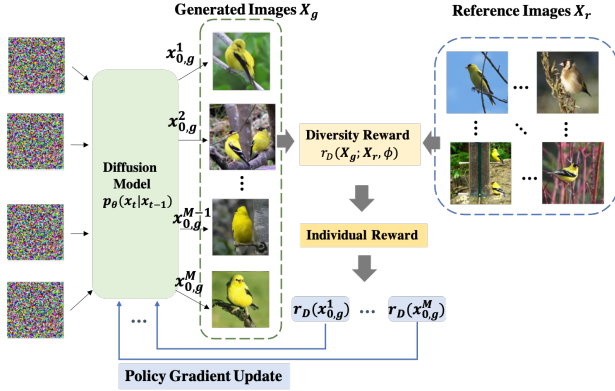 Generated Images X_g
Reference Images X_r
x^1_{0,g}
x^2_{0,g}
Diversity Reward
r_D(X_g; X_r, ϕ)
Diffusion
Model
p_θ(x_t|x_{t-1})
x^{M-1}_{0,g}
Individual Reward
x^M_{0,g}
r_D(x^1_{0,g}) ... r_D(x^M_{0,g})
...
Policy Gradient Update